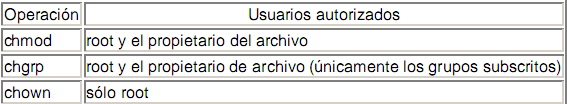 Operación Usuarios autorizados
chmod root y el propietario del archivo
chgrp root y el propietario de archivo (únicamente los grupos subscritos)
chown sólo root